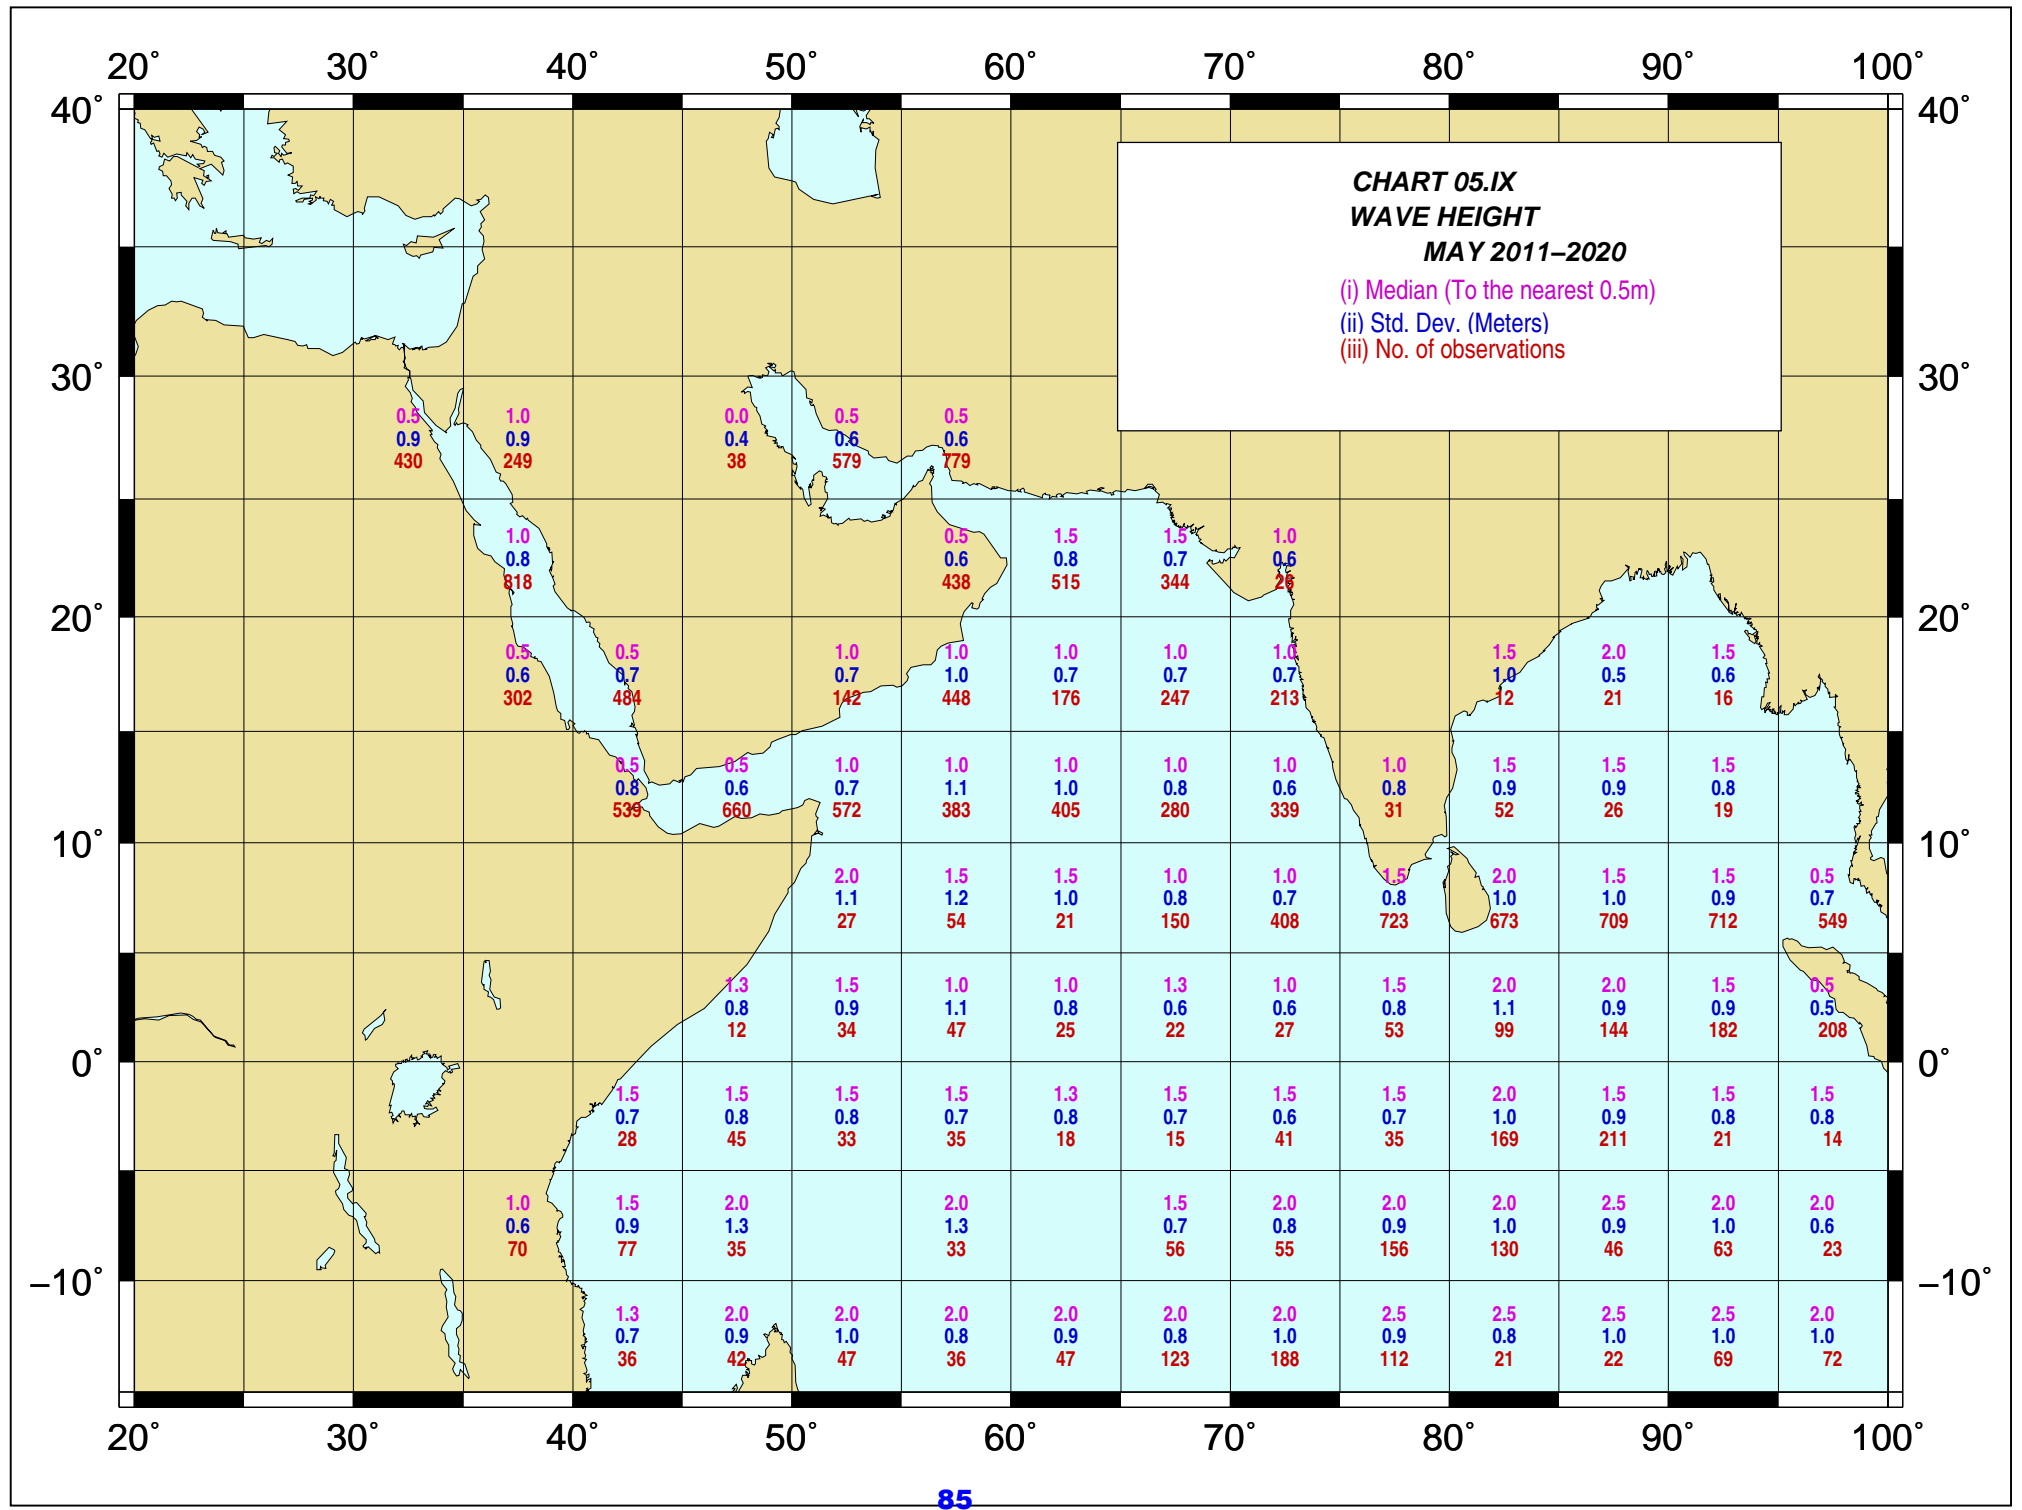 20° 30° 40° 50° 60° 70° 80° 90° 100°
40° 40°
CHART 05.IX
WAVE HEIGHT
MAY 2011–2020
(i) Median (To the nearest 0.5m)
(ii) Std. Dev. (Meters)
(iii) No. of observations
30° 30°
0.5 1.0 0.0 0.5 0.5
0.9 0.9 0.4 0.6 0.6
430 249 38 579 779
1.0 0.5 1.5 1.5 1.0
0.8 0.6 0.8 0.7 0.6
818 438 515 344 26
20° 20°
0.5 0.5 1.0 1.0 1.0 1.0 1.0 1.5 2.0 1.5
0.6 0.7 0.7 1.0 0.7 0.7 0.7 1.0 0.5 0.6
302 484 142 448 176 247 213 12 21 16
0.5 0.5 1.0 1.0 1.0 1.0 1.0 1.0 1.5 1.5 1.5
0.8 0.6 0.7 1.1 1.0 0.8 0.6 0.8 0.9 0.9 0.8
539 660 572 383 405 280 339 31 52 26 19
10° 10°
2.0 1.5 1.5 1.0 1.0 1.5 2.0 1.5 1.5 0.5
1.1 1.2 1.0 0.8 0.7 0.8 1.0 1.0 0.9 0.7
27 54 21 150 408 723 673 709 712 549
1.3 1.5 1.0 1.0 1.3 1.0 1.5 2.0 2.0 1.5 0.5
0.8 0.9 1.1 0.8 0.6 0.6 0.8 1.1 0.9 0.9 0.5
12 34 47 25 22 27 53 99 144 182 208
0° 0°
1.5 1.5 1.5 1.5 1.3 1.5 1.5 1.5 2.0 1.5 1.5 1.5
0.7 0.8 0.8 0.7 0.8 0.7 0.6 0.7 1.0 0.9 0.8 0.8
28 45 33 35 18 15 41 35 169 211 21 14
1.0 1.5 2.0 2.0 1.5 2.0 2.0 2.0 2.5 2.0 2.0
0.6 0.9 1.3 1.3 0.7 0.8 0.9 1.0 0.9 1.0 0.6
70 77 35 33 56 55 156 130 46 63 23
–10° –10°
1.3 2.0 2.0 2.0 2.0 2.0 2.0 2.5 2.5 2.5 2.5 2.0
0.7 0.9 1.0 0.8 0.9 0.8 1.0 0.9 0.8 1.0 1.0 1.0
36 42 47 36 47 123 188 112 21 22 69 72
20° 30° 40° 50° 60° 70° 80° 90° 100°
85